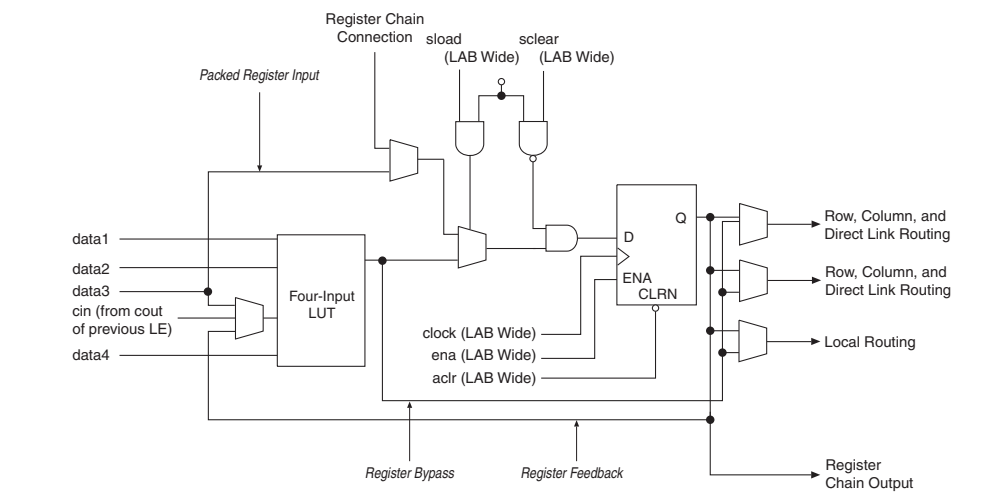 Register Chain
Connection
sload
(LAB Wide)
sclear
(LAB Wide)
Packed Register Input
data1
data2
data3
cin (from cout
of previous LE)
data4
Four-Input
LUT
D
Q
ENA
CLRN
clock (LAB Wide)
ena (LAB Wide)
aclr (LAB Wide)
Row, Column, and
Direct Link Routing
Row, Column, and
Direct Link Routing
Local Routing
Register Bypass
Register Feedback
Register
Chain Output